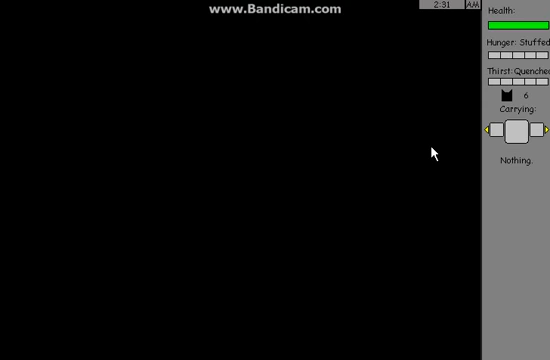 www.Bandicam.com
2:31 AM
Health:
Hunger: Stuffed
Thirst:Quenched
6
Carrying:
Nothing.